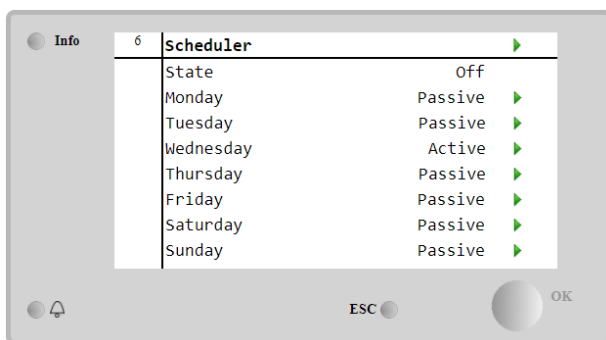 Info
6 Scheduler
State Off
Monday Passive
Tuesday Passive
Wednesday Active
Thursday Passive
Friday Passive
Saturday Passive
Sunday Passive
ESC OK